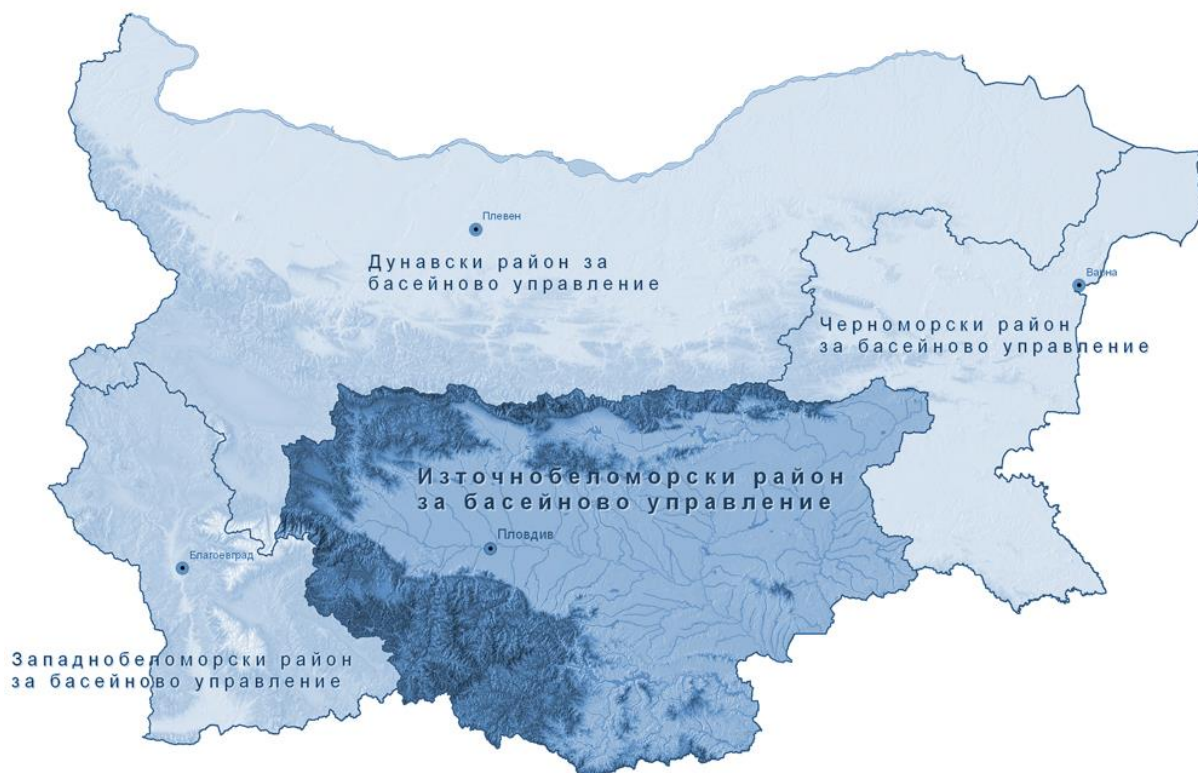 Плевен
Дунавски район за
басейново управление
Варна
Черноморски район
за басейново управление
Източнобеломорски район
за басейново управление
Пловдив
Благоевград
Западнобеломорски район
за басейново управление